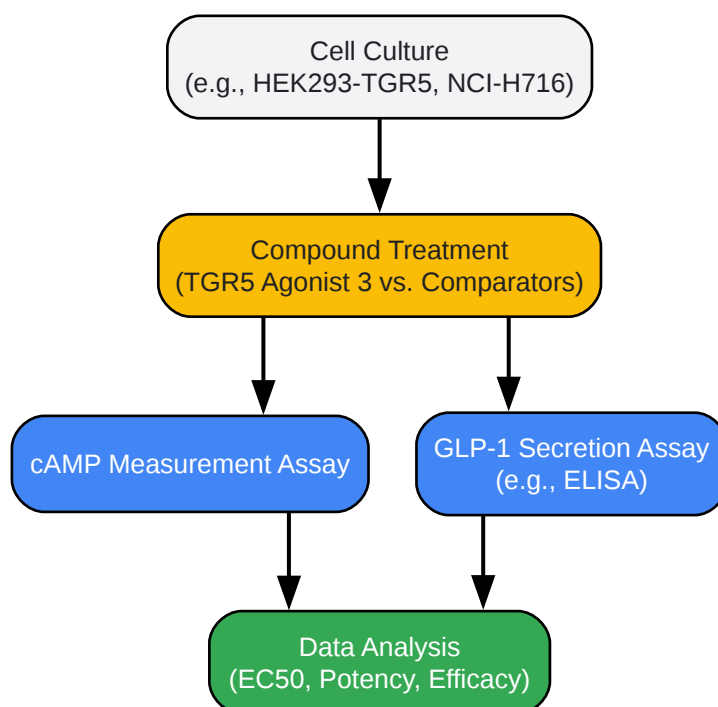 Cell Culture
(e.g., HEK293-TGR5, NCI-H716)
Compound Treatment
(TGR5 Agonist 3 vs. Comparators)
cAMP Measurement Assay
GLP-1 Secretion Assay
(e.g., ELISA)
Data Analysis
(EC50, Potency, Efficacy)